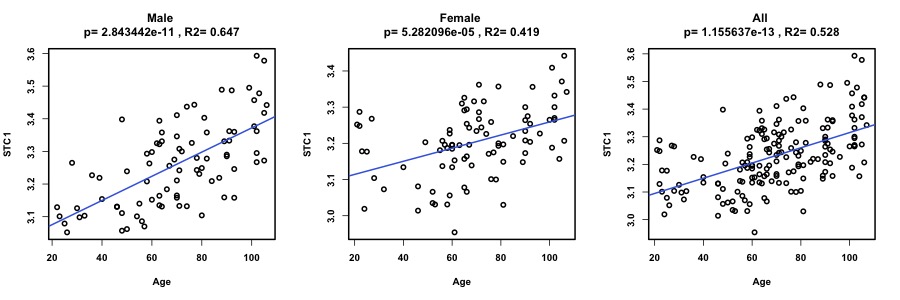 Male
p= 2.843442e-11 , R2= 0.647
STC1
3.6
3.5
3.4
3.3
3.2
3.1
20 40 60 80 100
Age
Female
p= 5.282096e-05 , R2= 0.419
STC1
3.4
3.3
3.2
3.1
3.0
20 40 60 80 100
Age
All
p= 1.155637e-13 , R2= 0.528
STC1
3.6
3.5
3.4
3.3
3.2
3.1
3.0
20 40 60 80 100
Age